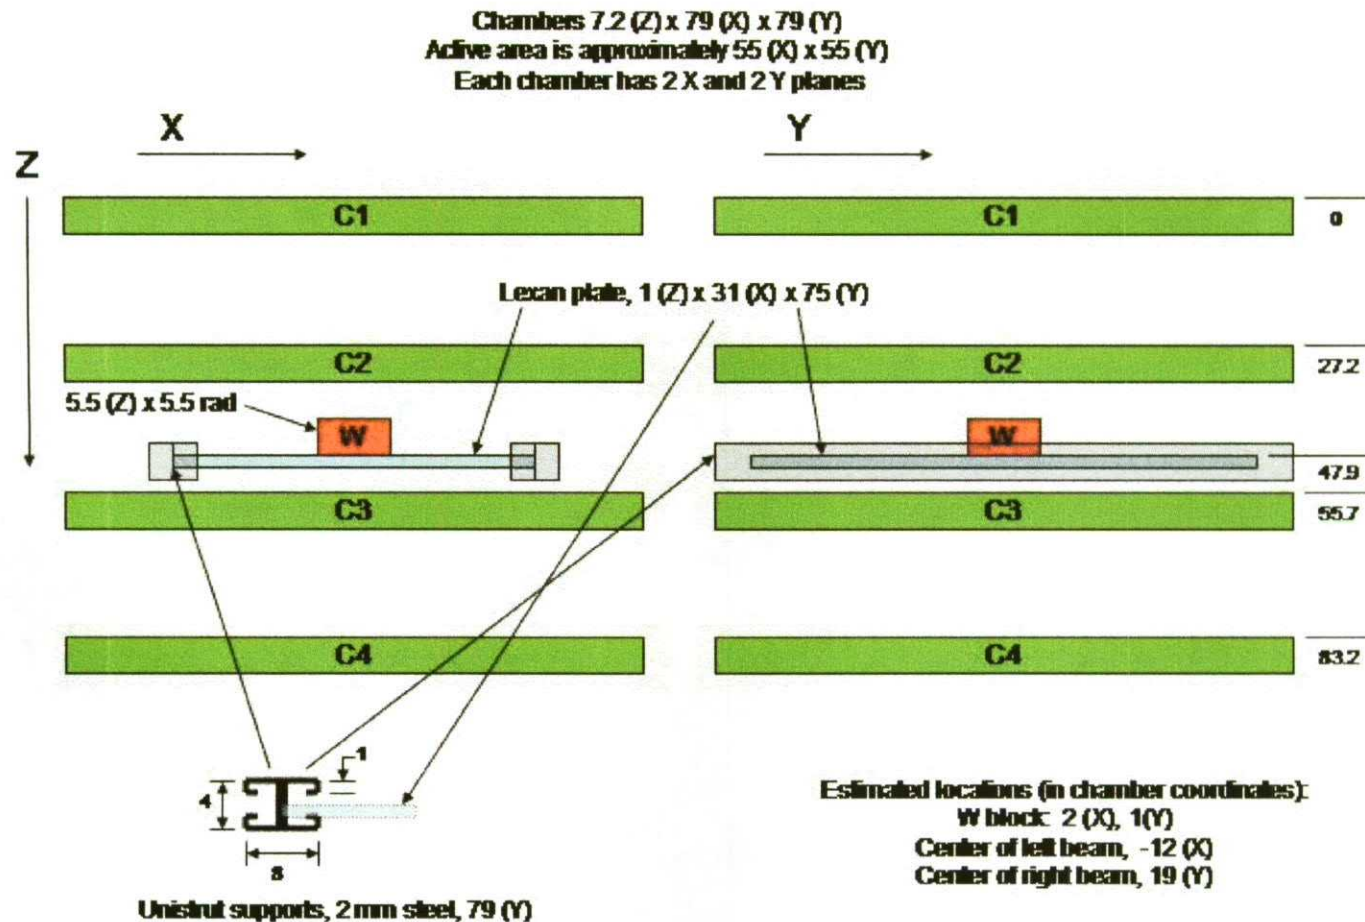 Chambers 7.2 (Z) x 79 (X) x 79 (Y)
Active area is approximately 55 (X) x 55 (Y)
Each chamber has 2 X and 2 Y planes
X
Y
Z
C1
C1
0
Lexan plate, 1 (Z) x 31 (X) x 75 (Y)
C2
C2
27.2
5.5 (Z) x 5.5 rad
W
W
47.9
C3
C3
55.7
C4
C4
83.2
1
4
8
Estimated locations (in chamber coordinates):
W block: 2 (X), 1(Y)
Center of left beam, -12 (X)
Center of right beam, 19 (Y)
Unistrut supports, 2 mm steel, 79 (Y)